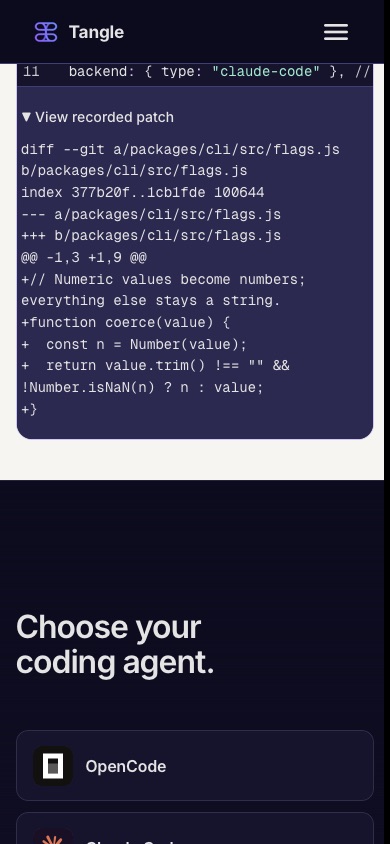 Tangle
11 backend: { type: "claude-code" }, //
▼ View recorded patch
diff --git a/packages/cli/src/flags.js
b/packages/cli/src/flags.js
index 377b20f..1cb1fde 100644
--- a/packages/cli/src/flags.js
+++ b/packages/cli/src/flags.js
@@ -1,3 +1,9 @@
+// Numeric values become numbers;
everything else stays a string.
+function coerce(value) {
+  const n = Number(value);
+  return value.trim() !== "" &&
!Number.isNaN(n) ? n : value;
+}
Choose your
coding agent.
OpenCode